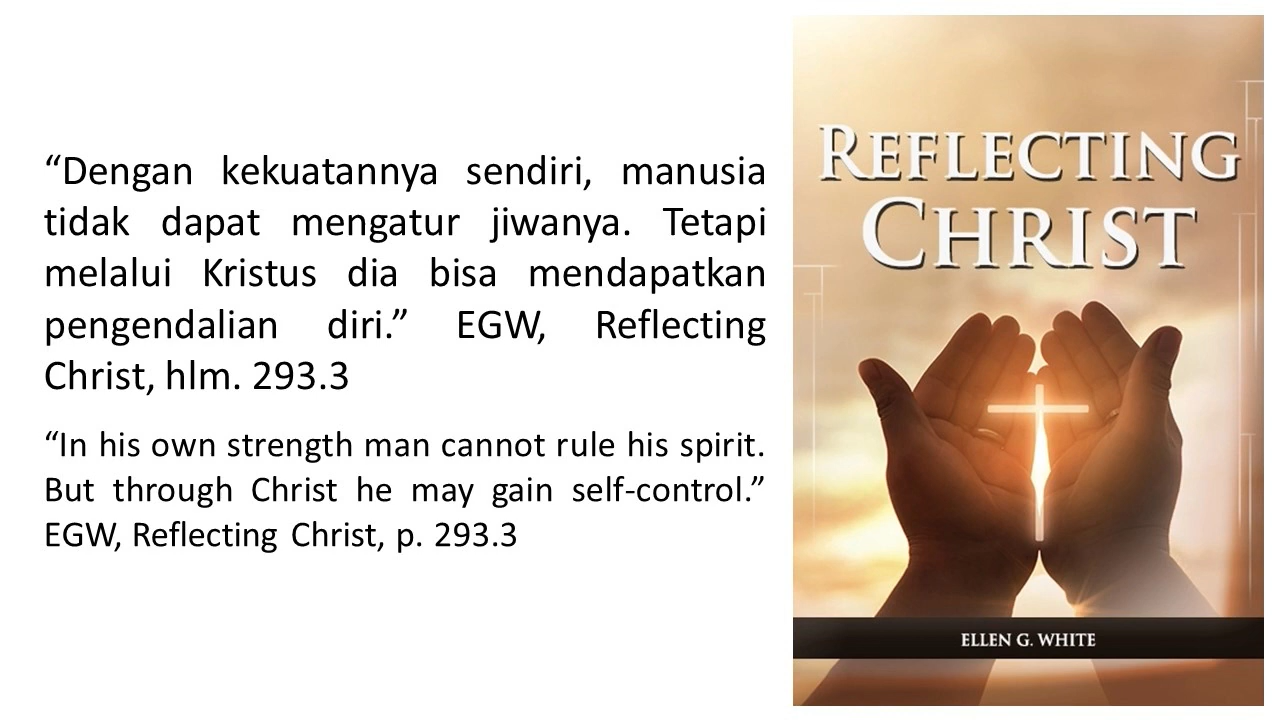 “Dengan kekuatannya sendiri, manusia
tidak dapat mengatur jiwanya. Tetapi
melalui Kristus dia bisa mendapatkan
pengendalian diri.” EGW, Reflecting
Christ, hlm. 293.3
“In his own strength man cannot rule his spirit.
But through Christ he may gain self-control.”
EGW, Reflecting Christ, p. 293.3
REFLECTING
CHRIST
ELLEN G. WHITE